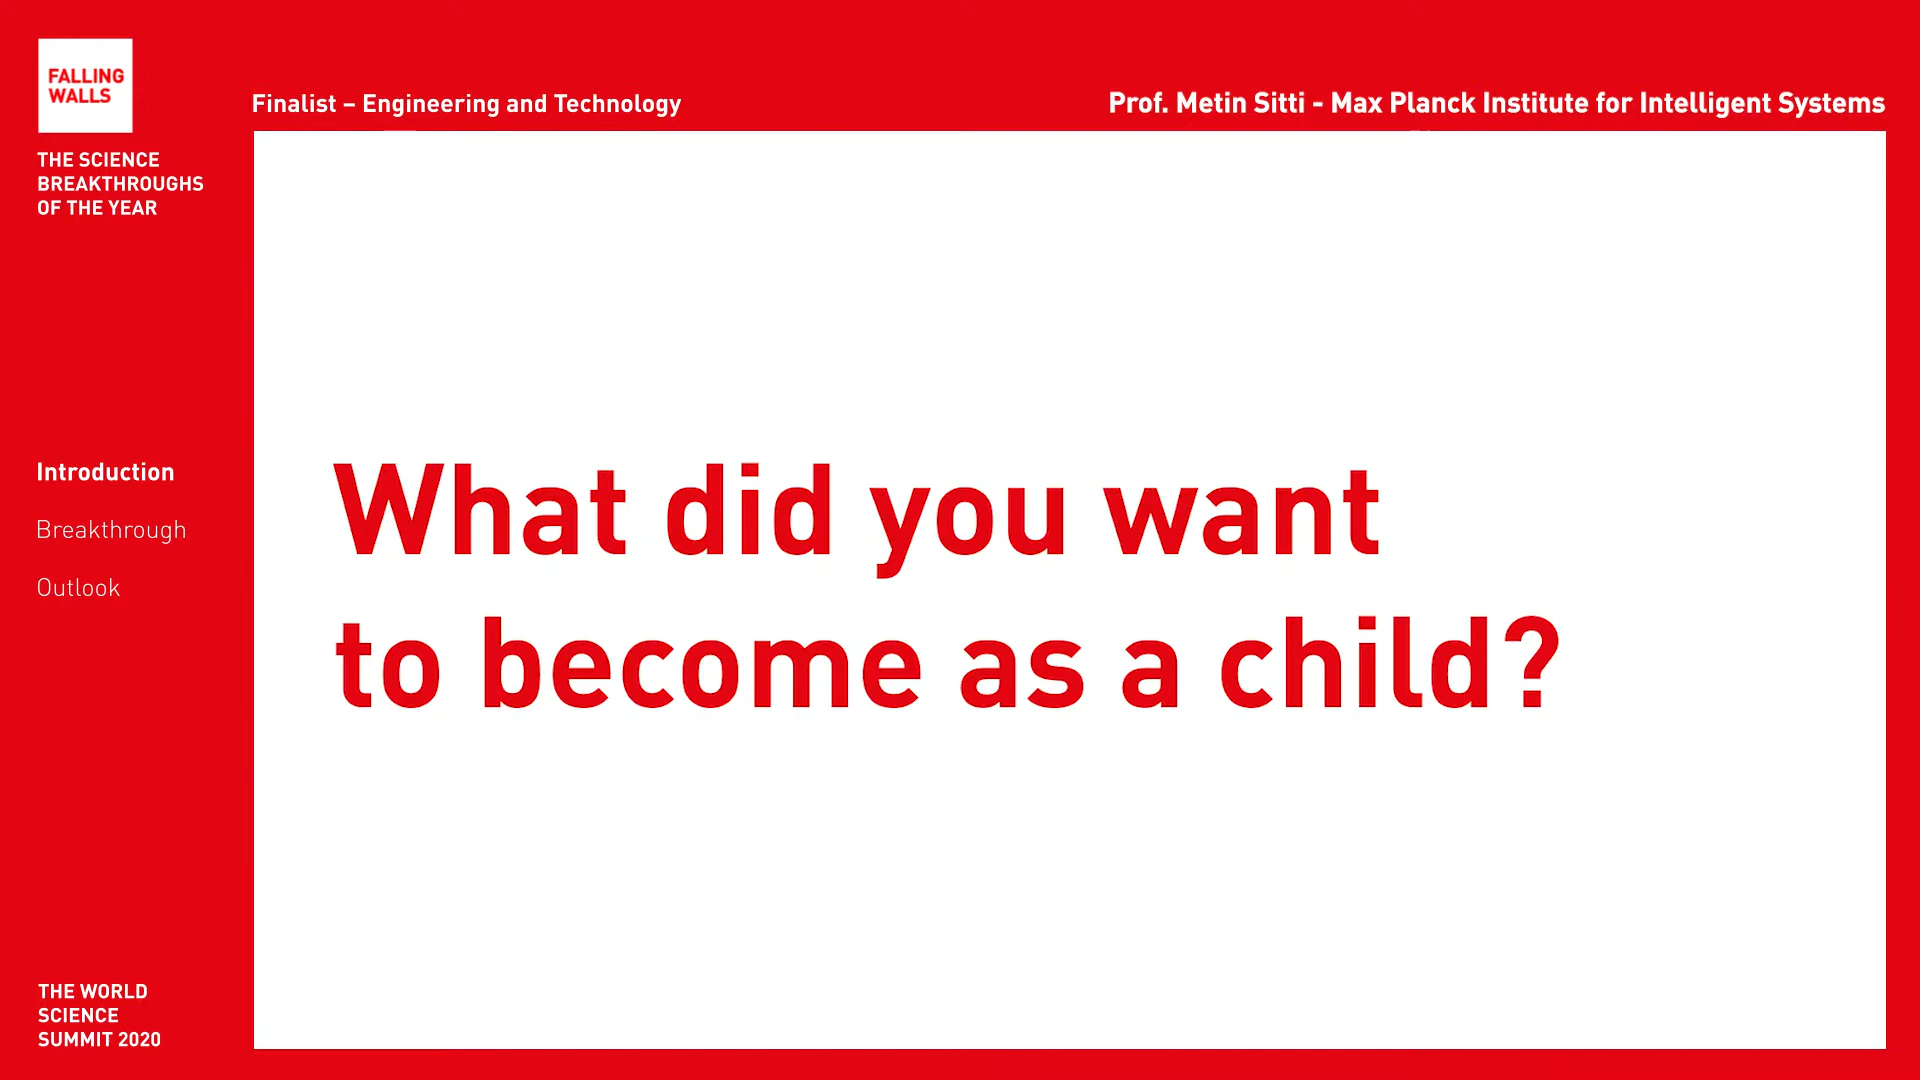 FALLING
WALLS
THE SCIENCE
BREAKTHROUGHS
OF THE YEAR
Finalist – Engineering and Technology
Prof. Metin Sitti - Max Planck Institute for Intelligent Systems
Introduction
Breakthrough
Outlook
What did you want
to become as a child?
THE WORLD
SCIENCE
SUMMIT 2020